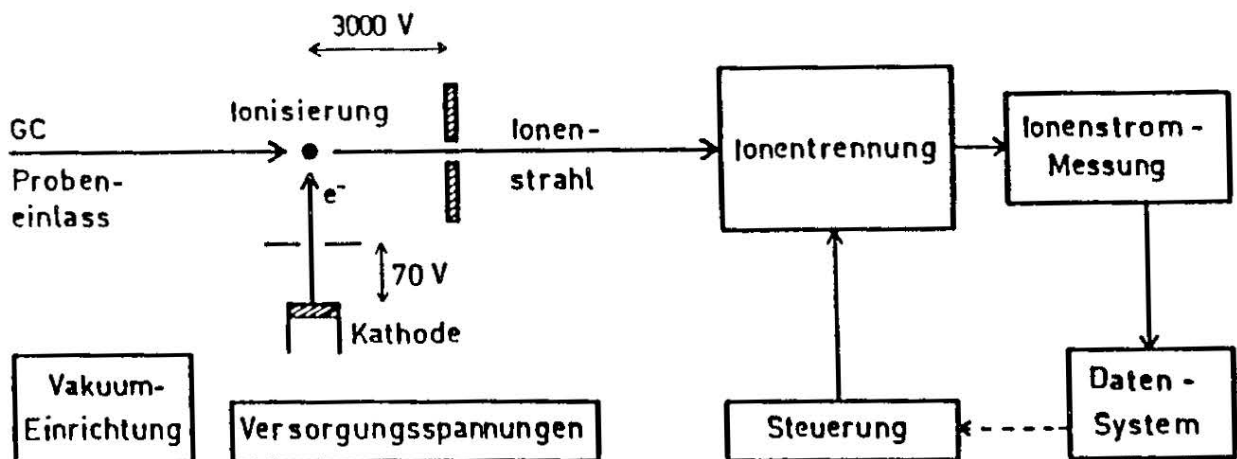 3000 V
Ionisierung
GC
Proben-
einlass
e⁻
70 V
Kathode
Ionen-
strahl
Ionentrennung
Ionenstrom-
Messung
Vakuum-
Einrichtung
Versorgungsspannungen
Steuerung
Daten-
System